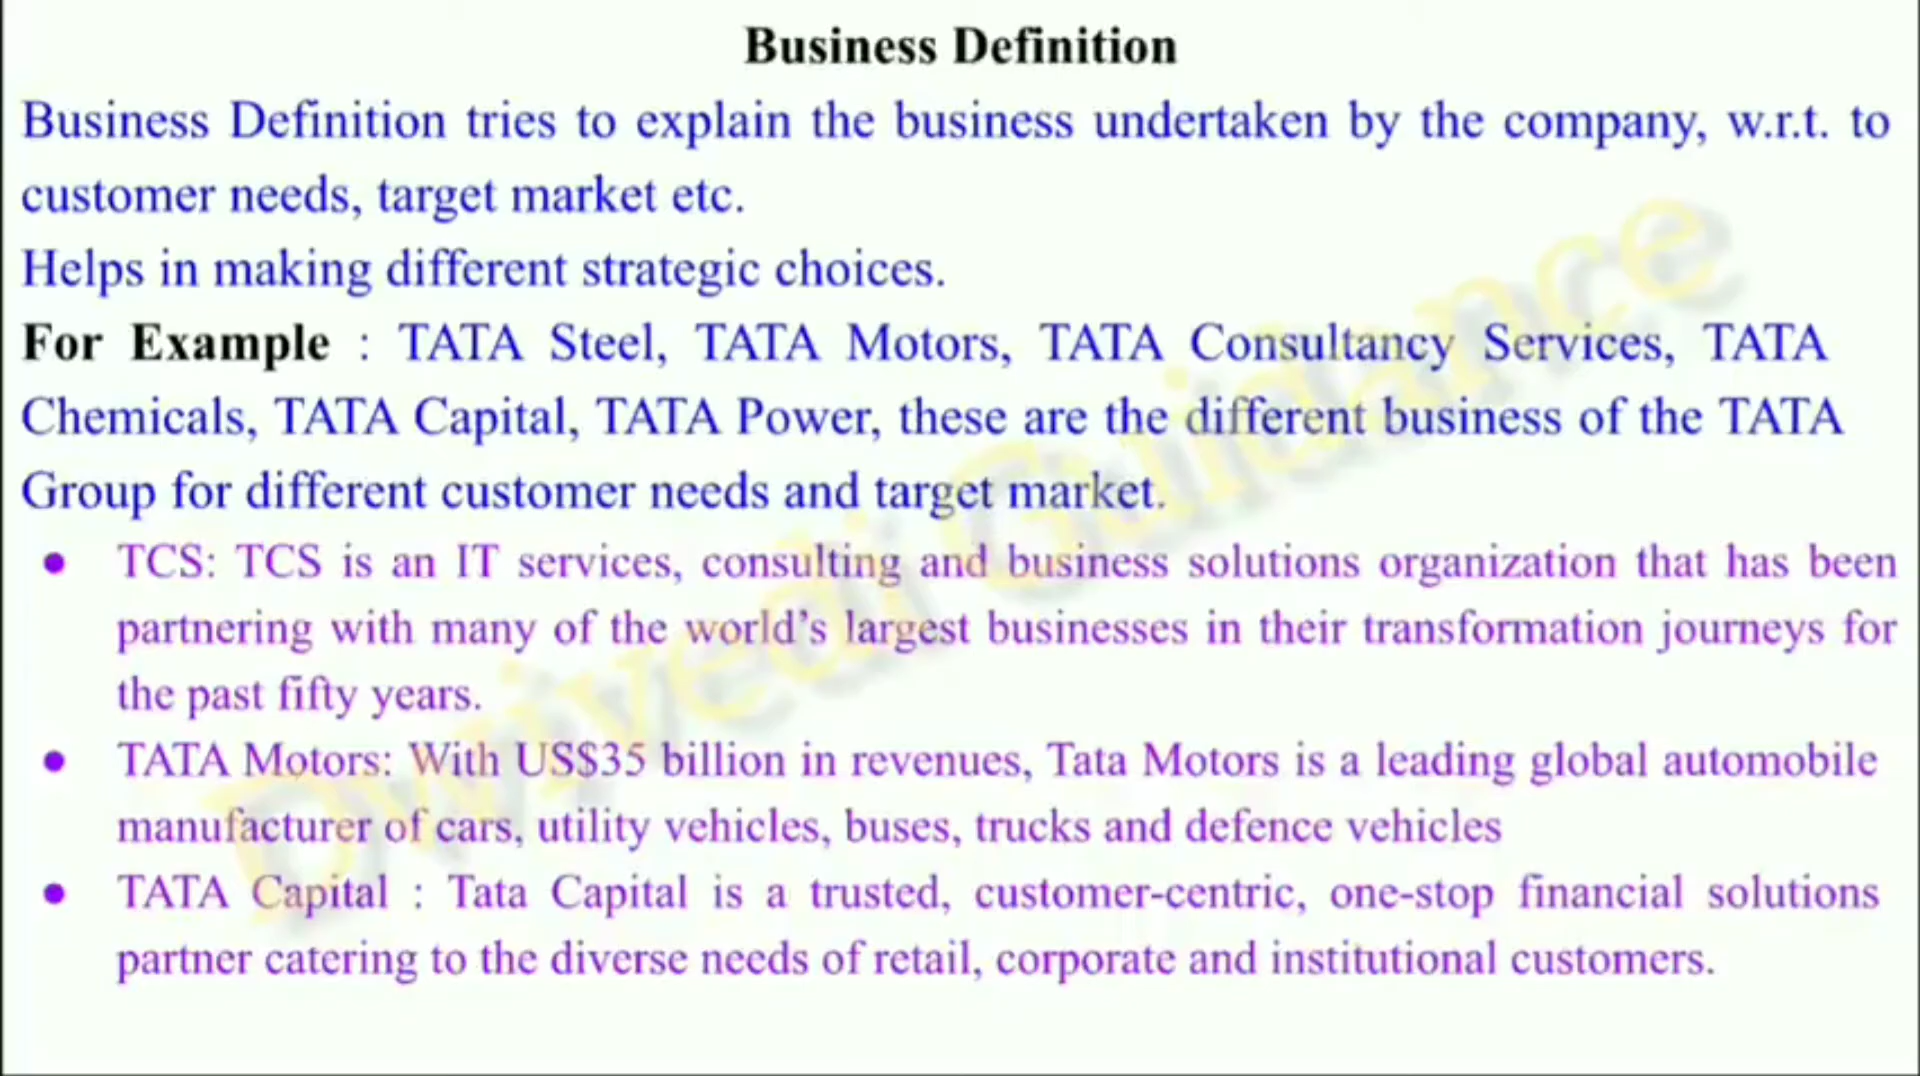 Business Definition
Business Definition tries to explain the business undertaken by the company, w.r.t. to
customer needs, target market etc.
Helps in making different strategic choices.
For Example : TATA Steel, TATA Motors, TATA Consultancy Services, TATA
Chemicals, TATA Capital, TATA Power, these are the different business of the TATA
Group for different customer needs and target market.
● TCS: TCS is an IT services, consulting and business solutions organization that has been
partnering with many of the world's largest businesses in their transformation journeys for
the past fifty years.
● TATA Motors: With US$35 billion in revenues, Tata Motors is a leading global automobile
manufacturer of cars, utility vehicles, buses, trucks and defence vehicles
● TATA Capital : Tata Capital is a trusted, customer-centric, one-stop financial solutions
partner catering to the diverse needs of retail, corporate and institutional customers.
Dwivedi Guidance